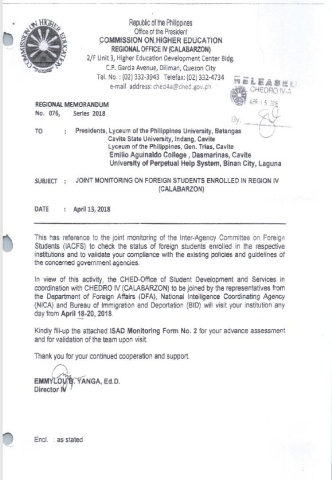 Republic of the Philippines
Office of the President
COMMISSION ON HIGHER EDUCATION
REGIONAL OFFICE IV (CALABARZON)
2/F Unit 3, Higher Education Development Center Bldg.
C.P. Garcia Avenue, Diliman, Quezon City
Tel. No. : (02) 332-3943 Telefax: (02) 332-4734
e-mail address: ched4a@ched.gov.ph
COMMISSION ON HIGHER EDUCATION
RELEASED
CHEDRO IV-A
APR 16 2018
By:
REGIONAL MEMORANDUM
No. 076, Series 2018
TO : Presidents, Lyceum of the Philippines University, Batangas
Cavite State University, Indang, Cavite
Lyceum of the Philippines, Gen. Trias, Cavite
Emilio Aguinaldo College , Dasmarinas, Cavite
University of Perpetual Help System, Binan City, Laguna
SUBJECT : JOINT MONITORING ON FOREIGN STUDENTS ENROLLED IN REGION IV
(CALABARZON)
DATE : April 13, 2018
This has reference to the joint monitoring of the Inter-Agency Committee on Foreign
Students (IACFS) to check the status of foreign students enrolled in the respective
institutions and to validate your compliance with the existing policies and guidelines
of the concerned government agencies.
In view of this activity, the CHED-Office of Student Development and Services in
coordination with CHEDRO IV (CALABARZON) to be joined by the representatives from
the Department of Foreign Affairs (DFA), National Intelligence Coordinating Agency
(NICA) and Bureau of Immigration and Deportation (BID) will visit your institution any
day from April 18-20, 2018.
Kindly fill-up the attached ISAD Monitoring Form No. 2 for your advance assessment
and for validation of the team upon visit.
Thank you for your continued cooperation and support.
EMMYLOU B. YANGA, Ed.D.
Director IV
Encl. : as stated